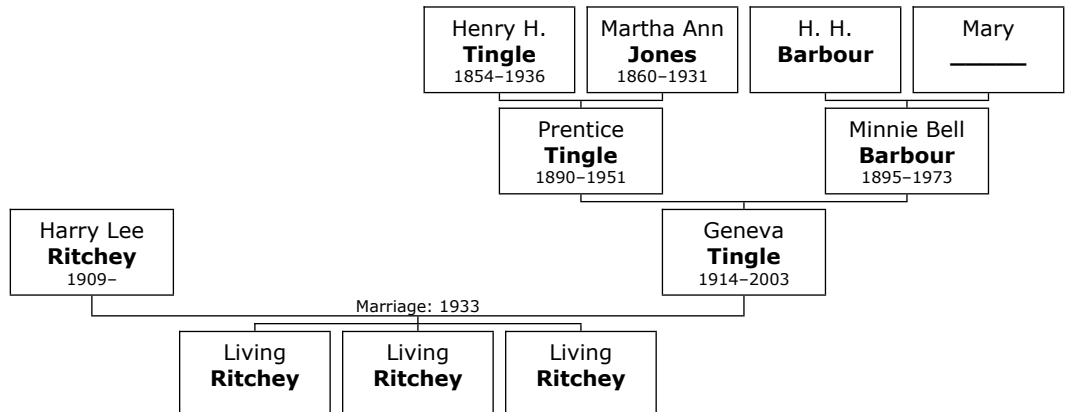 Henry H.
Tingle
1854–1936
Martha Ann
Jones
1860–1931
H. H.
Barbour
Mary
______
Prentice
Tingle
1890–1951
Minnie Bell
Barbour
1895–1973
Harry Lee
Ritchey
1909–
Geneva
Tingle
1914–2003
Marriage: 1933
Living
Ritchey
Living
Ritchey
Living
Ritchey